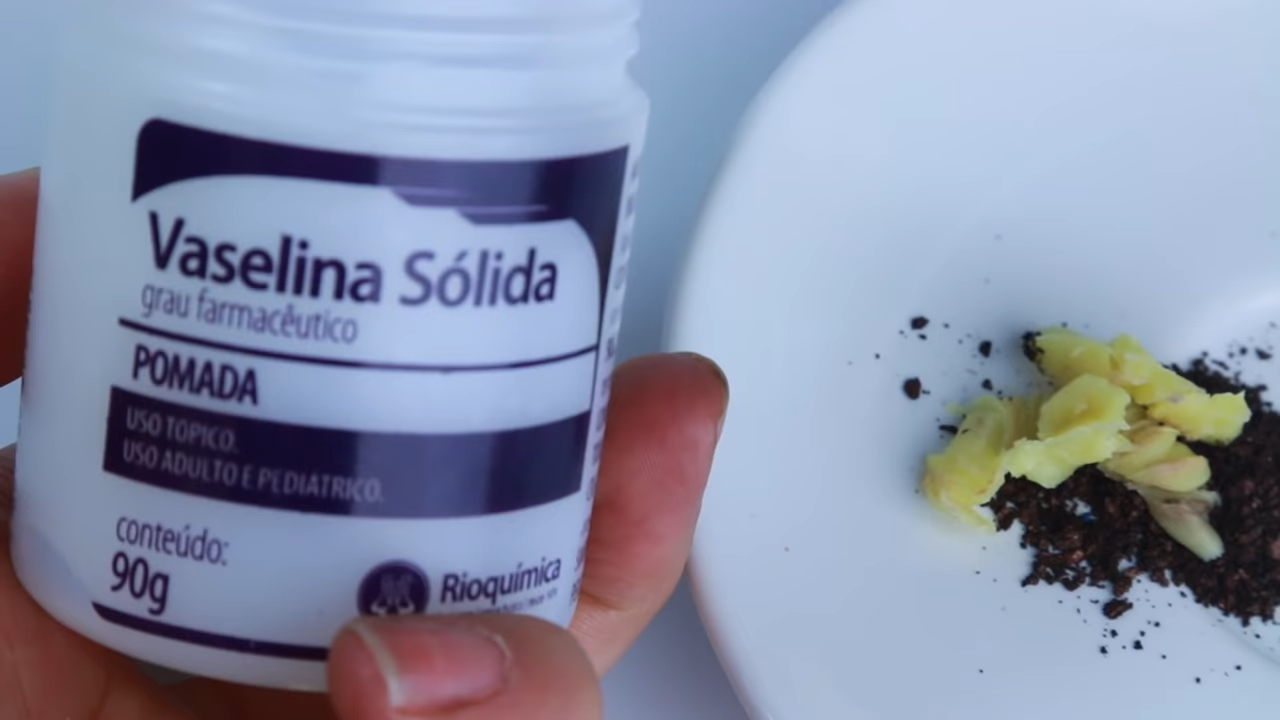 Vaselina Sólida
grau farmacêutico
POMADA
USO TÓPICO.
USO ADULTO E PEDIÁTRICO.
conteúdo:
90g
Rioquímica